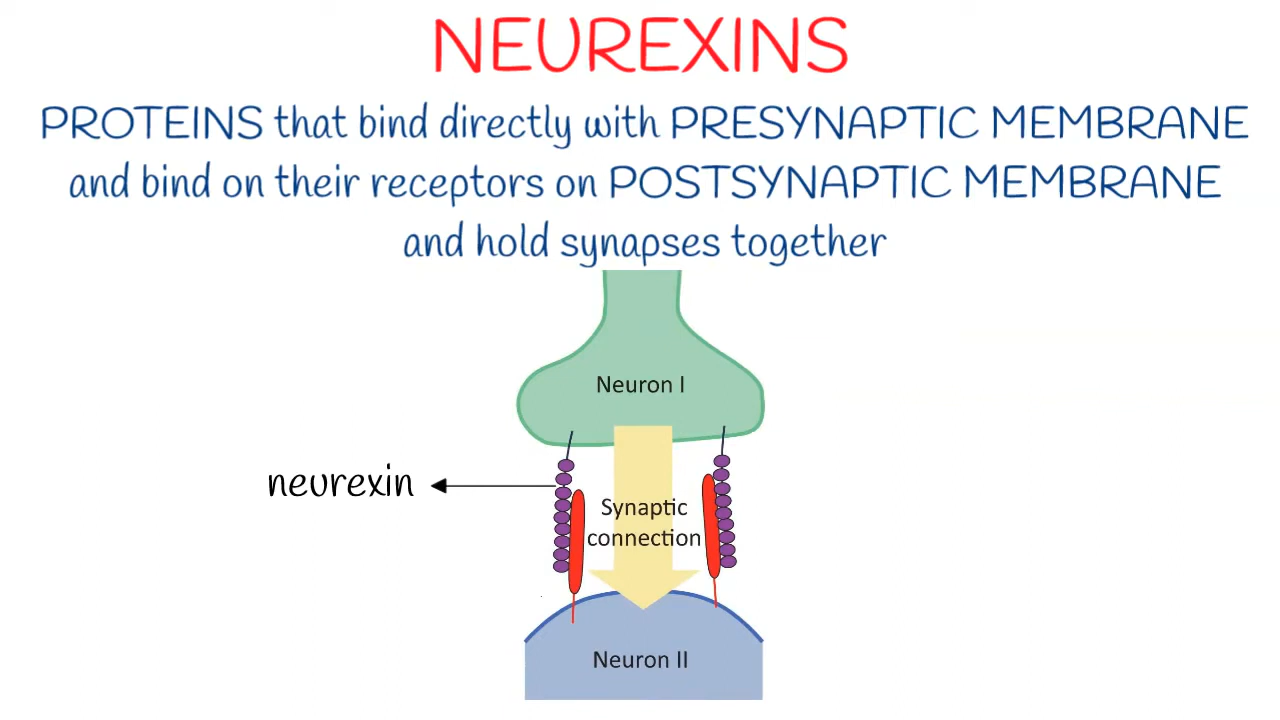 NEUREXINS
PROTEINS that bind directly with PRESYNAPTIC MEMBRANE
and bind on their receptors on POSTSYNAPTIC MEMBRANE
and hold synapses together
Neuron I
neurexin
Synaptic
connection
Neuron II